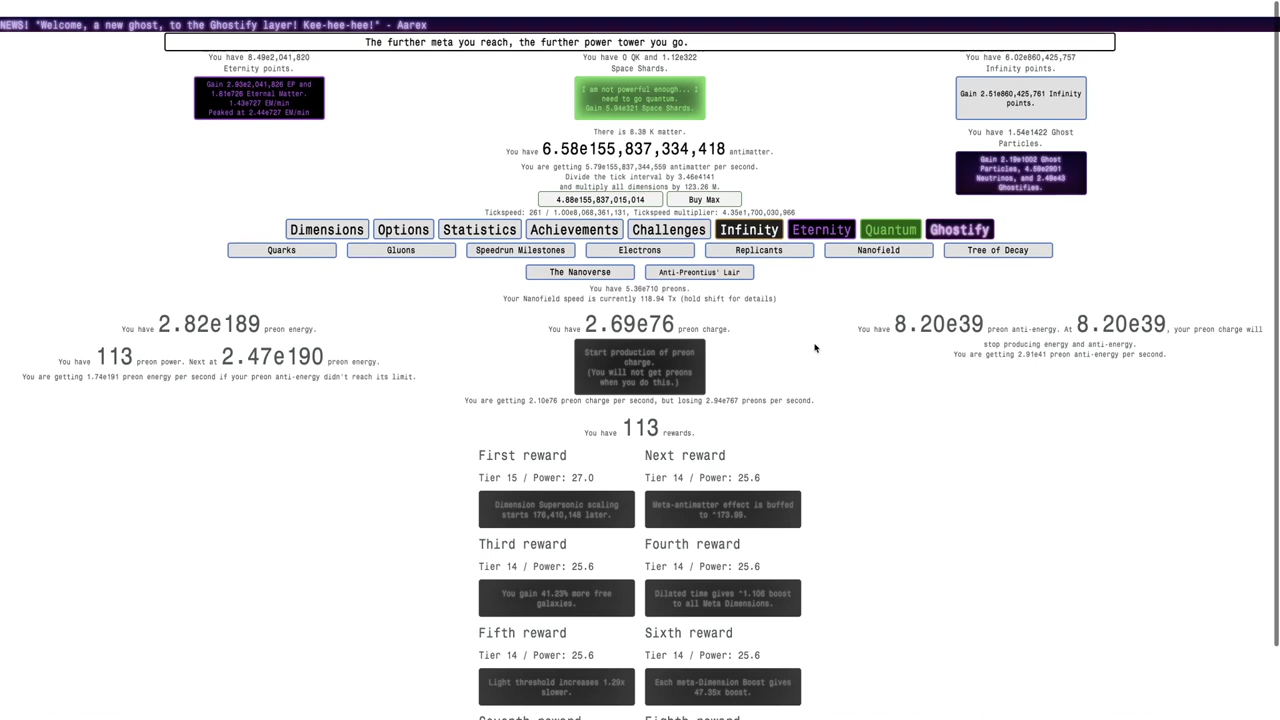 NEWS! "Welcome, a new ghost, to the Ghostify layer! Kee-hee-hee!" - Aarex
The further meta you reach, the further power tower you go.
You have 8.49e2,041,820
Eternity points.
Gain 2.93e2,041,826 EP and
1.81e726 Eternal Matter.
1.43e727 EM/min
Peaked at 2.44e727 EM/min
You have 0 QK and 1.12e322
Space Shards.
I am not powerful enough... I
need to go quantum.
Gain 5.94e321 Space Shards.
You have 6.02e860,425,757
Infinity points.
Gain 2.51e860,425,761 Infinity
points.
There is 8.38 K matter.
You have 6.58e155,837,334,418 antimatter.
You are getting 5.79e155,837,344,559 antimatter per second.
Divide the tick interval by 3.46e4141
and multiply all dimensions by 123.26 M.
You have 1.54e1422 Ghost
Particles.
Gain 2.19e1002 Ghost
Particles, 4.59e2901
Neutrinos, and 2.49e43
Ghostifies.
4.88e155,837,015,014
Buy Max
Tickspeed: 261 / 1.00e8,068,361,131, Tickspeed multiplier: 4.35e1,700,030,966
Dimensions Options Statistics Achievements Challenges Infinity Eternity Quantum Ghostify
Quarks Gluons Speedrun Milestones Electrons Replicants Nanofield Tree of Decay
The Nanoverse Anti-Preontius' Lair
You have 5.36e710 preons.
Your Nanofield speed is currently 118.94 Tx (hold shift for details)
You have 2.82e189 preon energy.
You have 113 preon power. Next at 2.47e190 preon energy.
You are getting 1.74e191 preon energy per second if your preon anti-energy didn't reach its limit.
You have 2.69e76 preon charge.
Start production of preon
charge.
(You will not get preons
when you do this.)
You are getting 2.10e76 preon charge per second, but losing 2.94e767 preons per second.
You have 8.20e39 preon anti-energy. At 8.20e39, your preon charge will
stop producing energy and anti-energy.
You are getting 2.91e41 preon anti-energy per second.
You have 113 rewards.
First reward
Tier 15 / Power: 27.0
Dimension Supersonic scaling
starts 176,410,148 later.
Next reward
Tier 14 / Power: 25.6
Meta-antimatter effect is buffed
to ^173.99.
Third reward
Tier 14 / Power: 25.6
You gain 41.23% more free
galaxies.
Fourth reward
Tier 14 / Power: 25.6
Dilated time gives ^1.106 boost
to all Meta Dimensions.
Fifth reward
Tier 14 / Power: 25.6
Light threshold increases 1.29x
slower.
Sixth reward
Tier 14 / Power: 25.6
Each meta-Dimension Boost gives
47.35x boost.
Seventh reward
Eighth reward